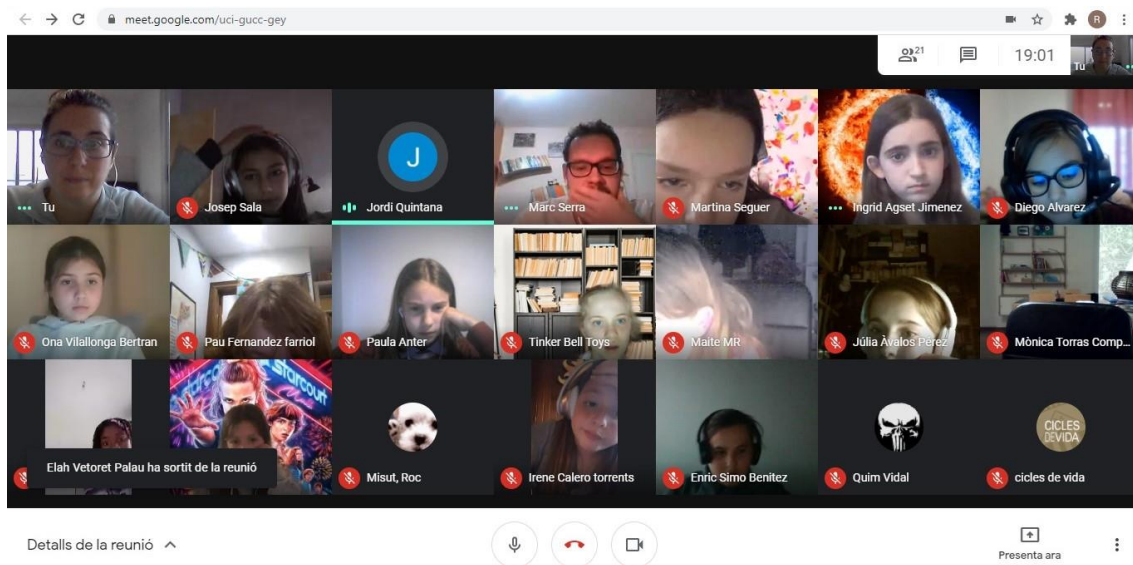 meet.google.com/uci-gucc-gey
R
21
19:01
Tu
Tu
Josep Sala
J
Jordi Quintana
Marc Serra
Martina Seguer
Ingrid Agset Jimenez
Diego Alvarez
Ona Vilallonga Bertran
Pau Fernandez farriol
Paula Anter
Tinker Bell Toys
Maite MR
Júlia Àvalos Pérez
Mònica Torras Comp...
starcourt
Elah Vetoret Palau ha sortit de la reunió
Misut, Roc
Irene Calero torrents
Enric Simo Benitez
Quim Vidal
CICLES
DEVIDA
cicles de vida
Detalls de la reunió
Presenta ara